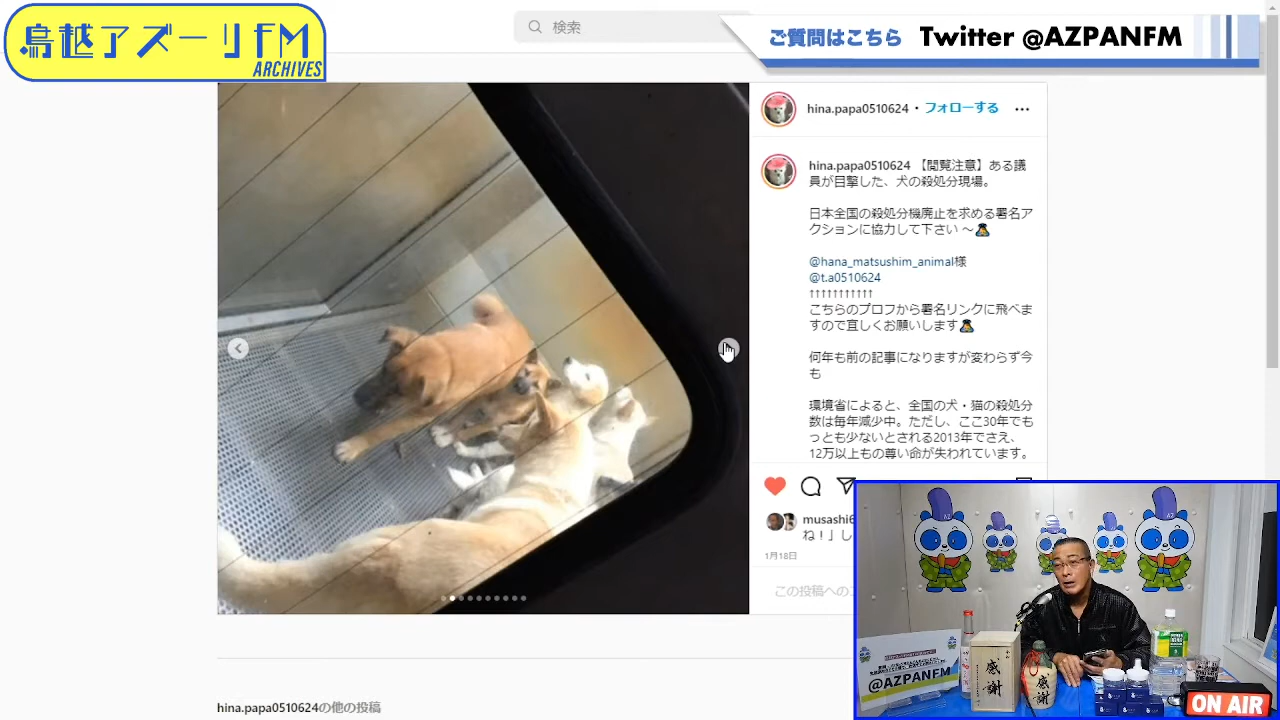 鳥越アズーリFM
ARCHIVES
検索
ご質問はこちら Twitter @AZPANFM
hina.papa0510624 • フォローする
hina.papa0510624 【閲覧注意】ある議
員が目撃した、犬の殺処分現場。
日本全国の殺処分機廃止を求める署名ア
クションに協力して下さい 〜
@hana_matsushim_animal様
@t.a0510624
↑↑↑↑↑↑↑↑↑↑↑
こちらのプロフから署名リンクに飛べま
すので宜しくお願いします
何年も前の記事になりますが変わらず今
も
環境省によると、全国の犬・猫の殺処分
数は毎年減少中。ただし、ここ30年でも
っとも少ないとされる2013年でさえ、
12万以上もの尊い命が失われています。
musashi6
ね！」し
1月18日
この投稿への
hina.papa0510624の他の投稿
AZ
@AZPANFM
感謝
感謝
ON AIR